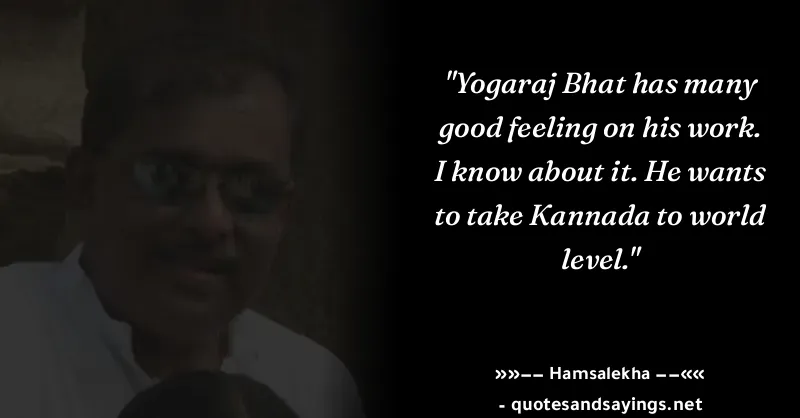 "Yogaraj Bhat has many
good feeling on his work.
I know about it. He wants
to take Kannada to world
level."
»»–– Hamsalekha ––««
- quotesandsayings.net